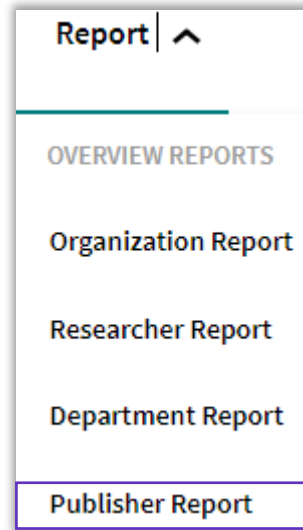 Report
OVERVIEW REPORTS
Organization Report
Researcher Report
Department Report
Publisher Report